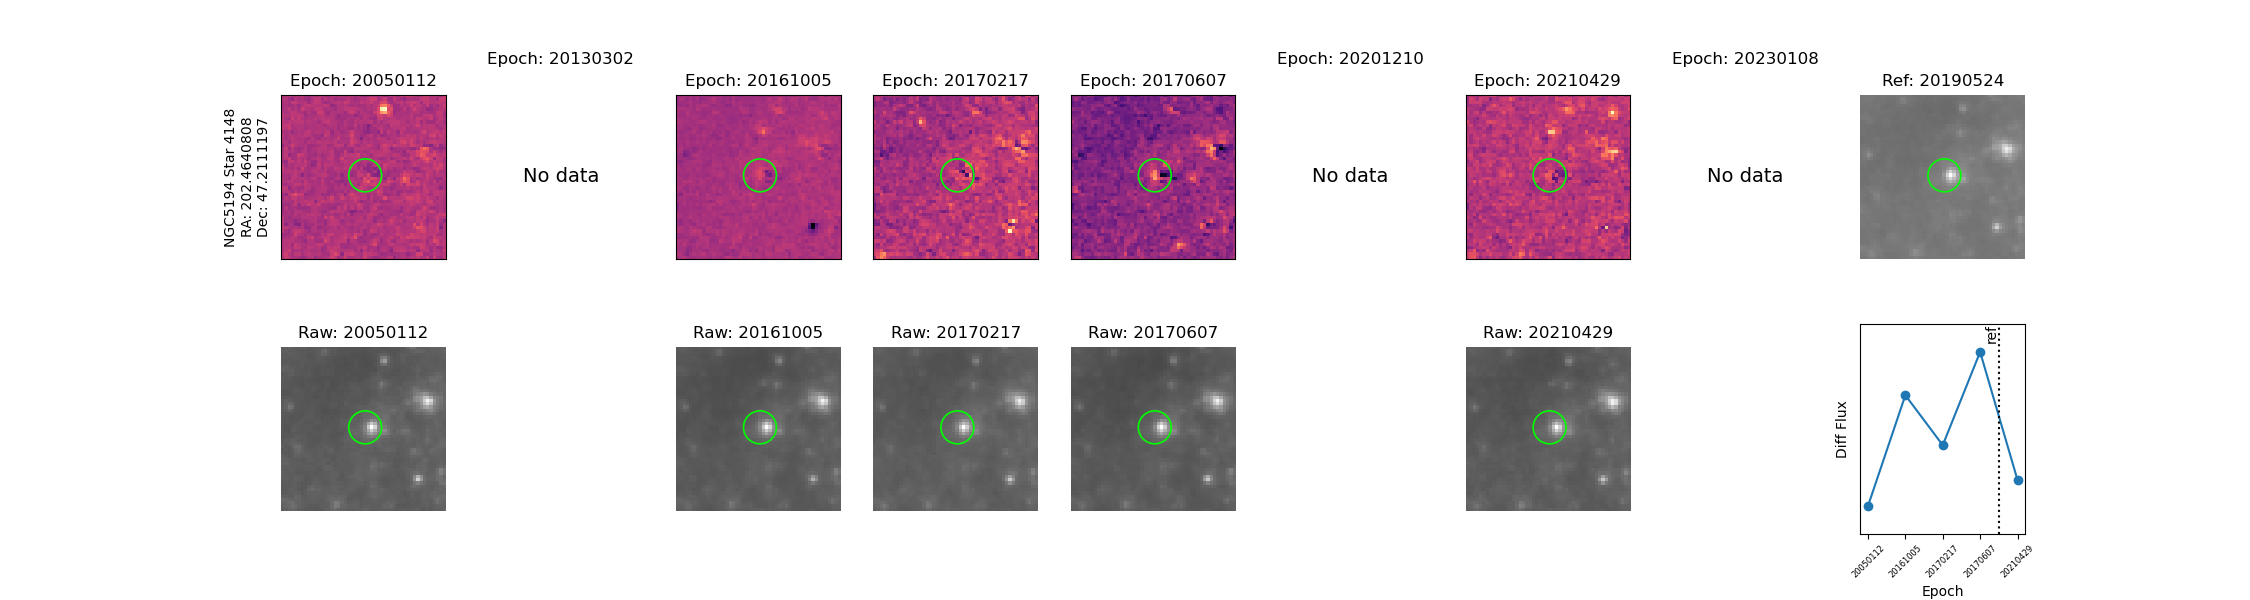 Epoch: 20130302
Epoch: 20201210
Epoch: 20230108
Epoch: 20050112
Epoch: 20161005
Epoch: 20170217
Epoch: 20170607
Epoch: 20210429
Ref: 20190524
NGC5194 Star 4148
RA: 202.4640808
Dec: 47.2111197
No data
No data
No data
Raw: 20050112
Raw: 20161005
Raw: 20170217
Raw: 20170607
Raw: 20210429
ref
Diff Flux
20050112
20161005
20170217
20170607
20210429
Epoch